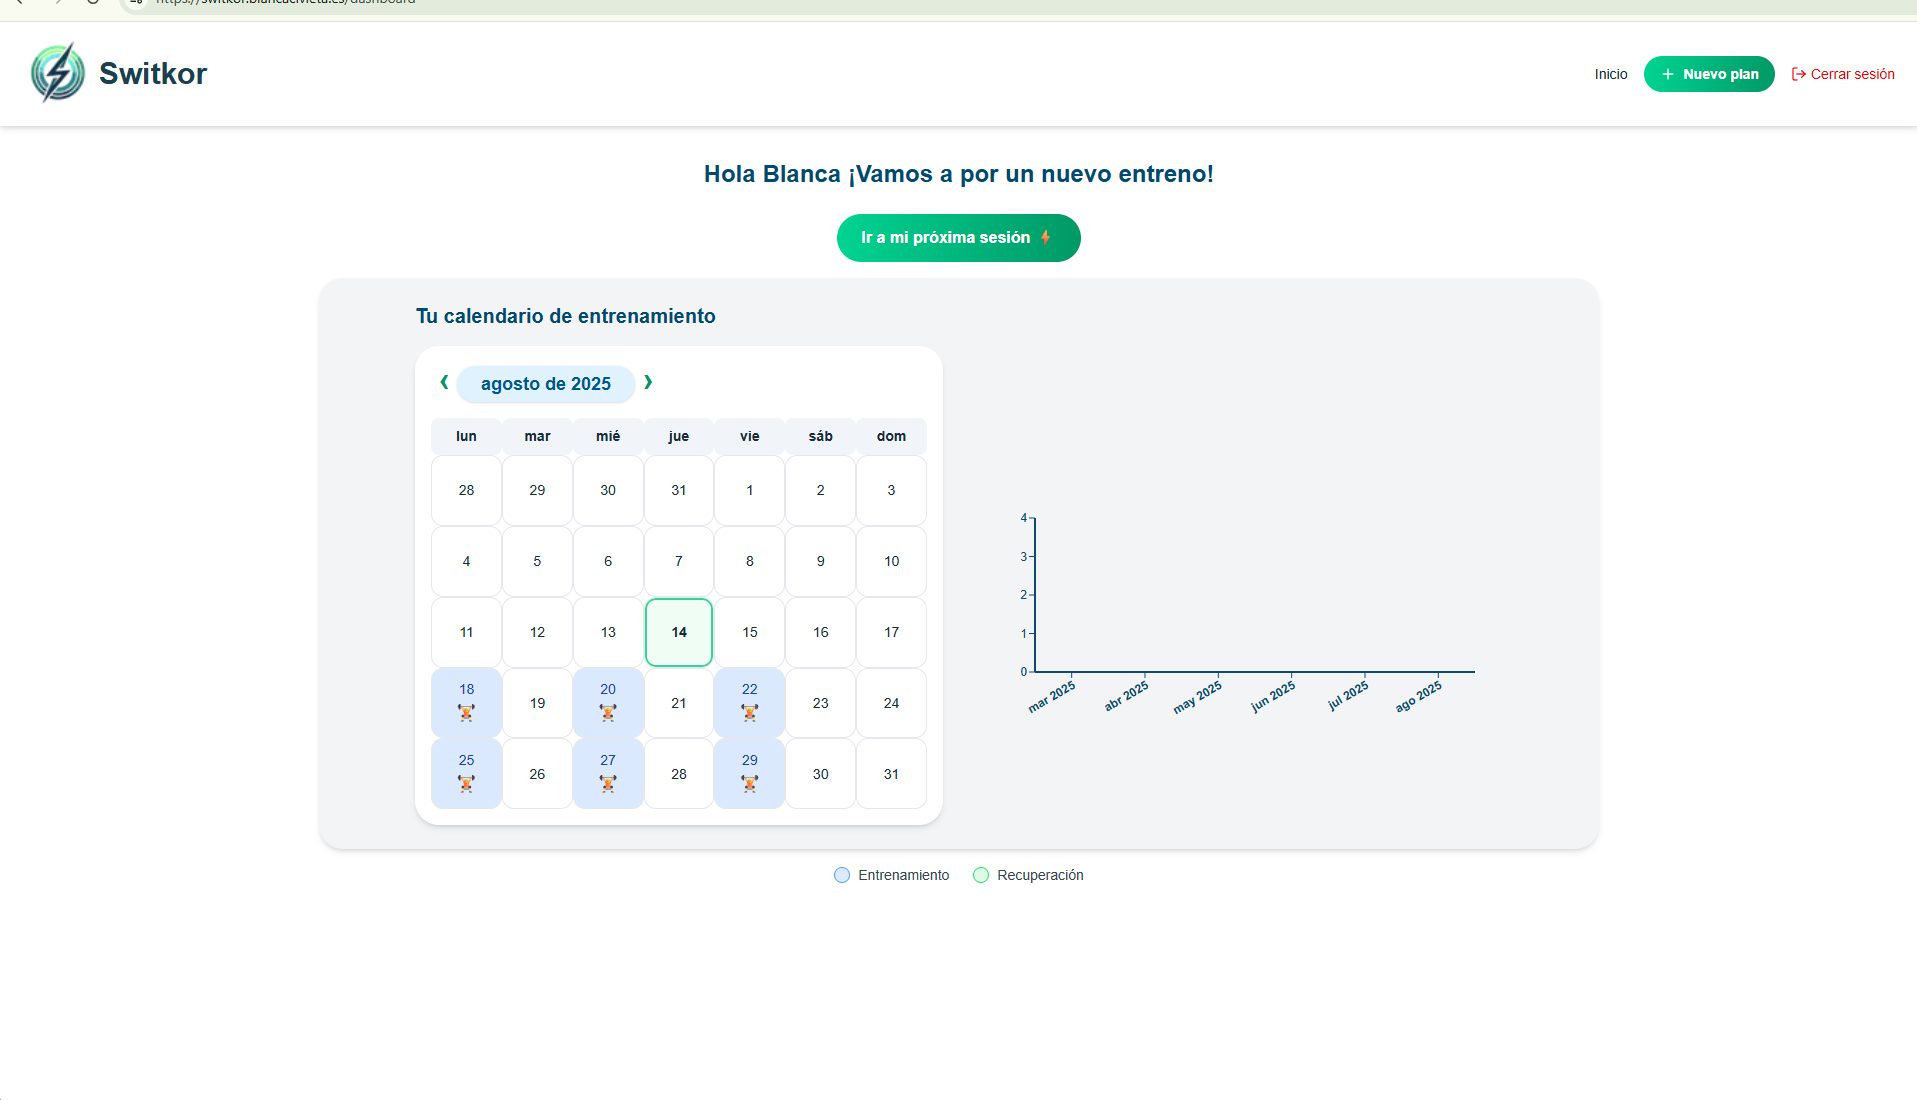 https://switkor.blancacivieta.es/dashboard
Switkor
Inicio
Nuevo plan
Cerrar sesión
Hola Blanca ¡Vamos a por un nuevo entreno!
Ir a mi próxima sesión
Tu calendario de entrenamiento
‹ agosto de 2025 ›
lun mar mié jue vie sáb dom
28 29 30 31 1 2 3
4 5 6 7 8 9 10
11 12 13 14 15 16 17
18 19 20 21 22 23 24
25 26 27 28 29 30 31
4
3
2
1
0
mar 2025 abr 2025 may 2025 jun 2025 jul 2025 ago 2025
Entrenamiento Recuperación